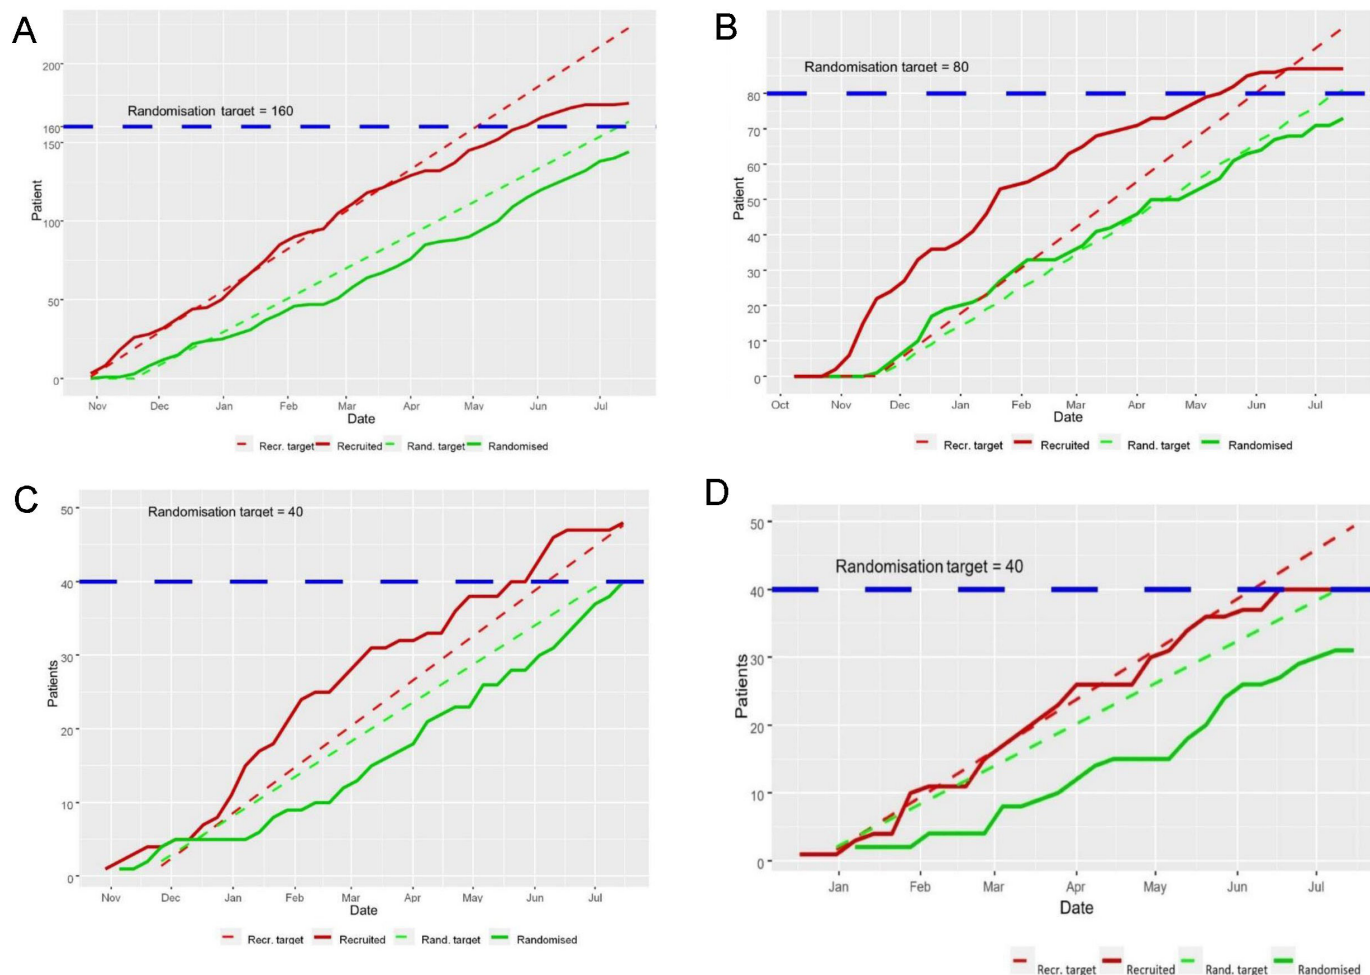 A
Randomisation target = 160
200
160
150
100
50
0
Patient
Nov Dec Jan Feb Mar Apr May Jun Jul
Date
Recr. target Recruited Rand. target Randomised
B
Randomisation target = 80
80
70
60
50
40
30
20
10
0
Patient
Oct Nov Dec Jan Feb Mar Apr May Jun Jul
Date
Recr. target Recruited Rand. target Randomised
C
Randomisation target = 40
50
40
30
20
10
0
Patients
Nov Dec Jan Feb Mar Apr May Jun Jul
Date
Recr. target Recruited Rand. target Randomised
D
Randomisation target = 40
50
40
30
20
10
0
Patients
Jan Feb Mar Apr May Jun Jul
Date
Recr. target Recruited Rand. target Randomised